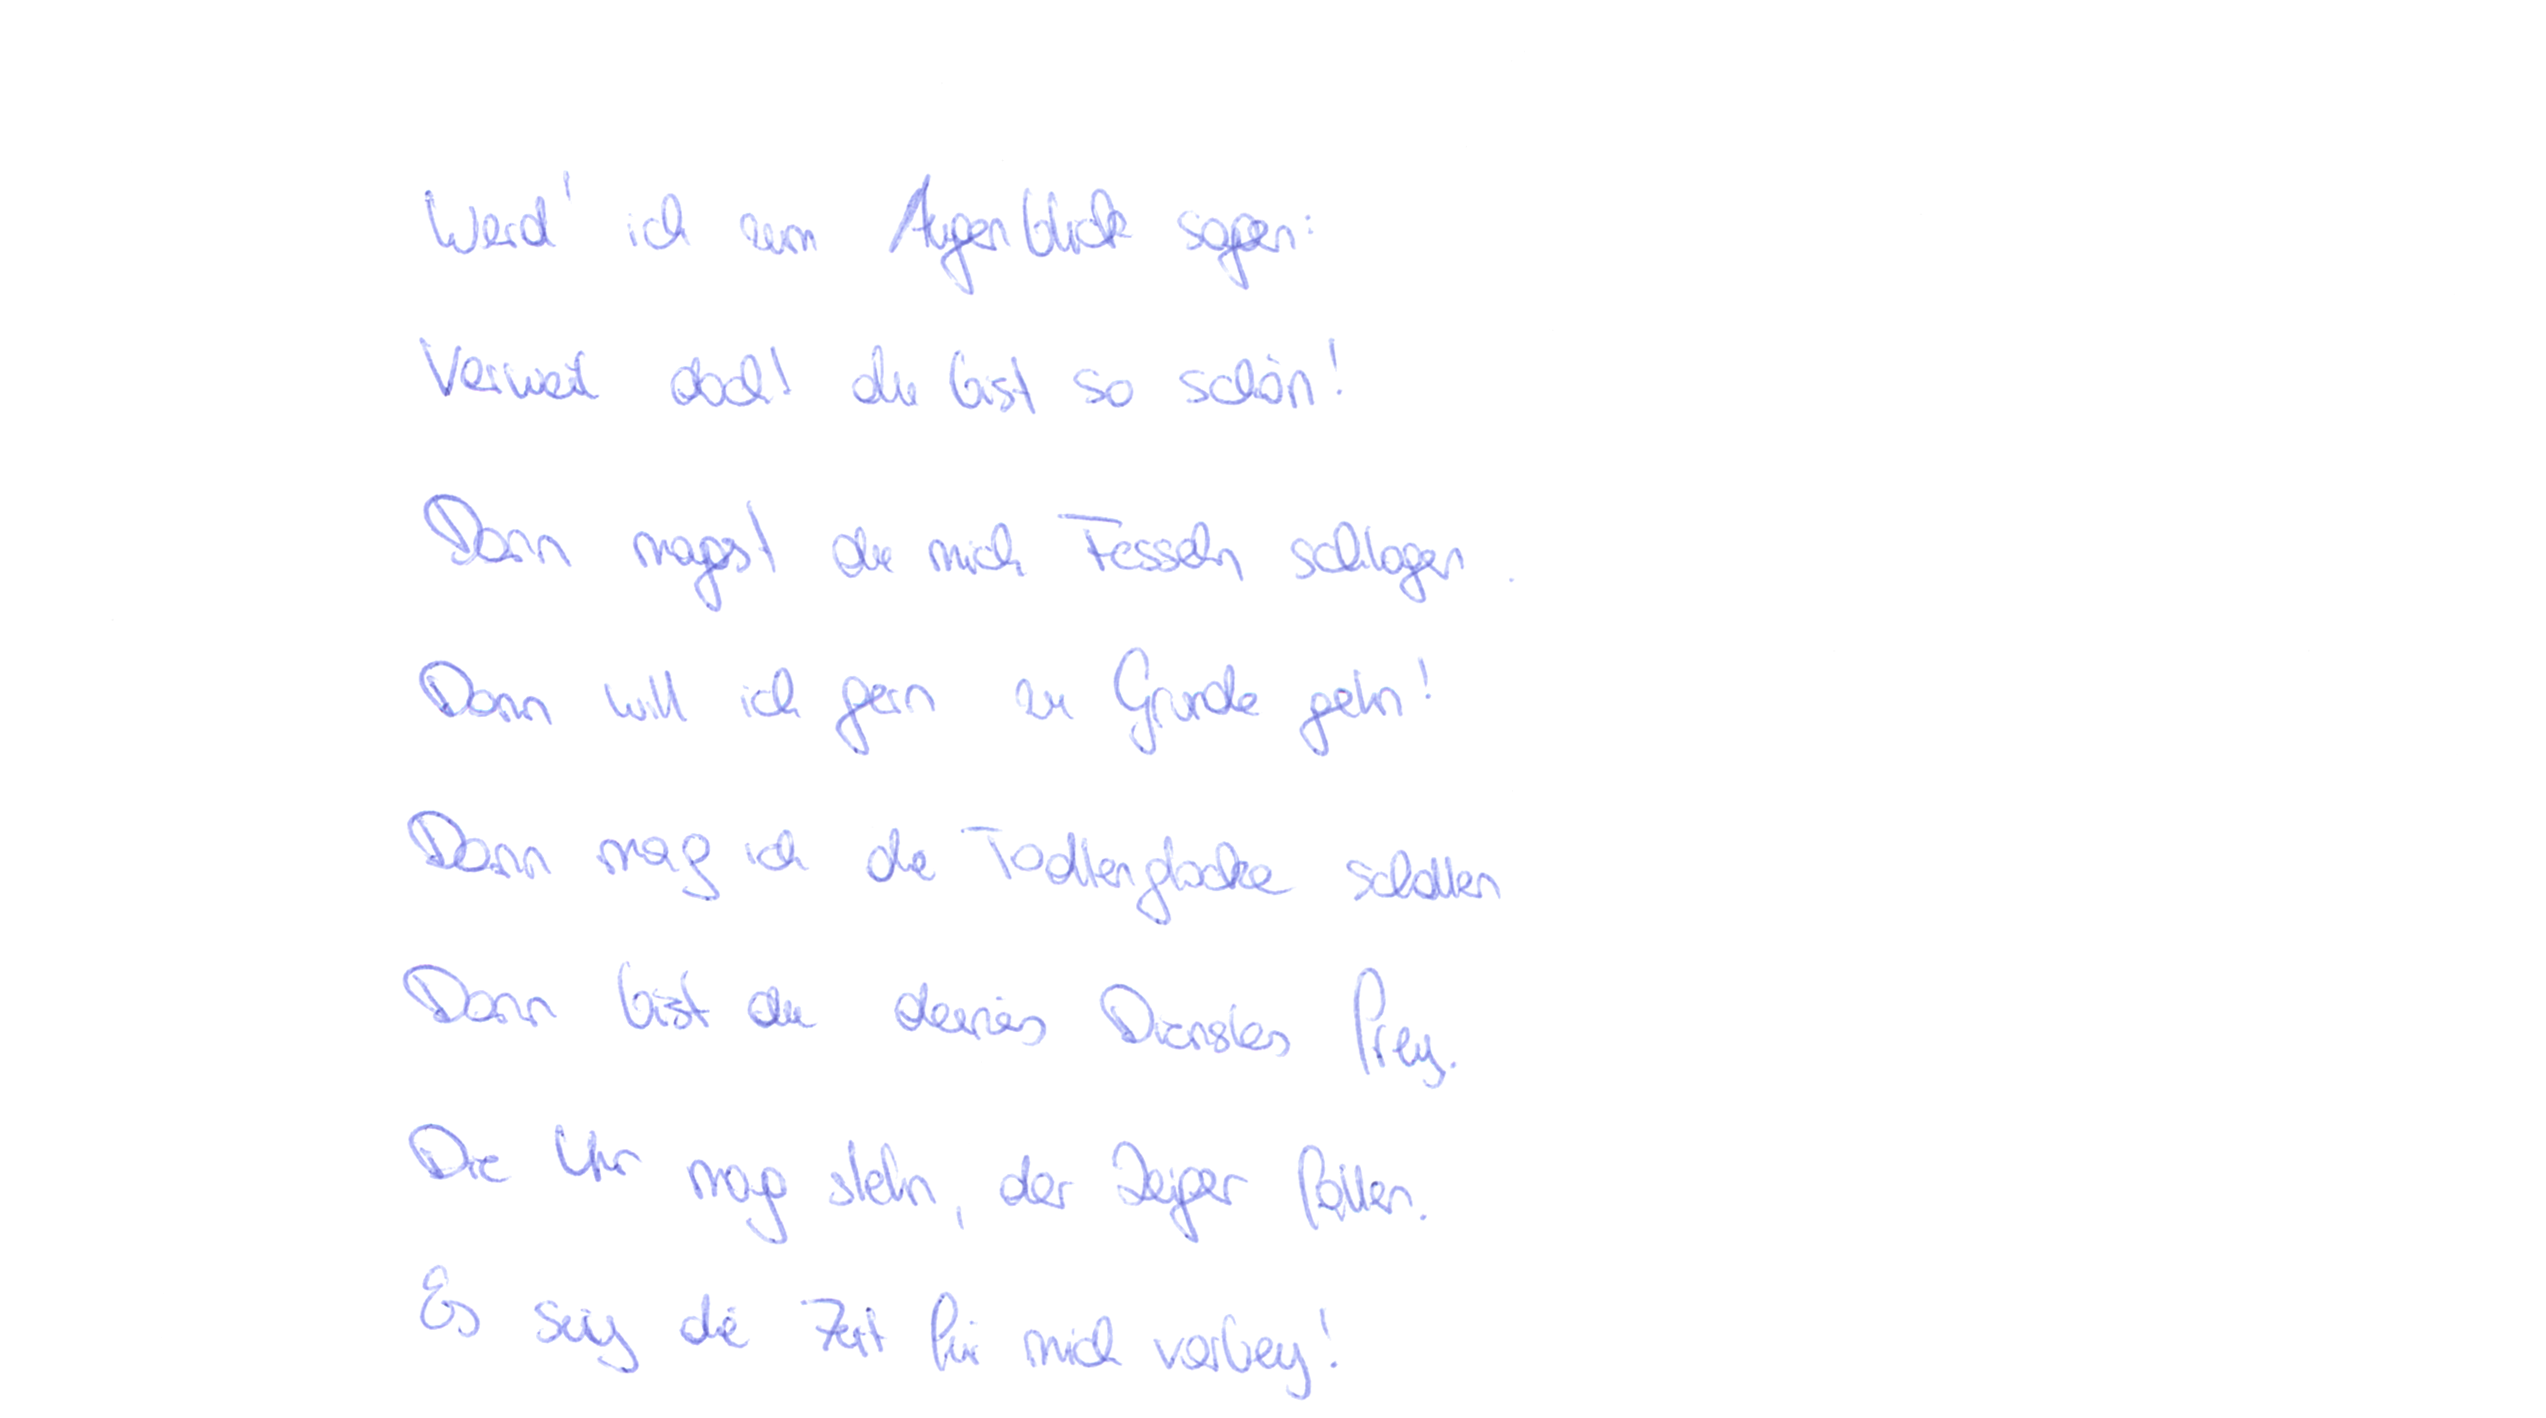 Werd' ich zum Augenblick sagen:
Verweil doch! du bist so schön!
Dann magst du mich Fesseln schlagen.
Dann will ich gern zu Grunde gehn!
Dann mag ich die Todtenglocke schallen
Dann bist du deines Dienstes frey.
Die Uhr mag stehn, der Zeiger fallen.
Es sey die Zeit für mich vorbey!